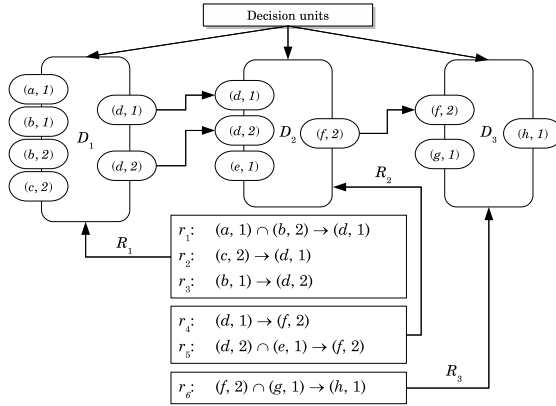 Decision units
(a, 1)
(b, 1)
(b, 2)
(c, 2)
D₁
(d, 1)
(d, 2)
(d, 1)
(d, 2)
(e, 1)
D₂
(f, 2)
(f, 2)
(g, 1)
D₃
(h, 1)
R₁
R₂
r₁: (a, 1) ∩ (b, 2) → (d, 1)
r₂: (c, 2) → (d, 1)
r₃: (b, 1) → (d, 2)
r₄: (d, 1) → (f, 2)
r₅: (d, 2) ∩ (e, 1) → (f, 2)
R₃
r₆: (f, 2) ∩ (g, 1) → (h, 1)